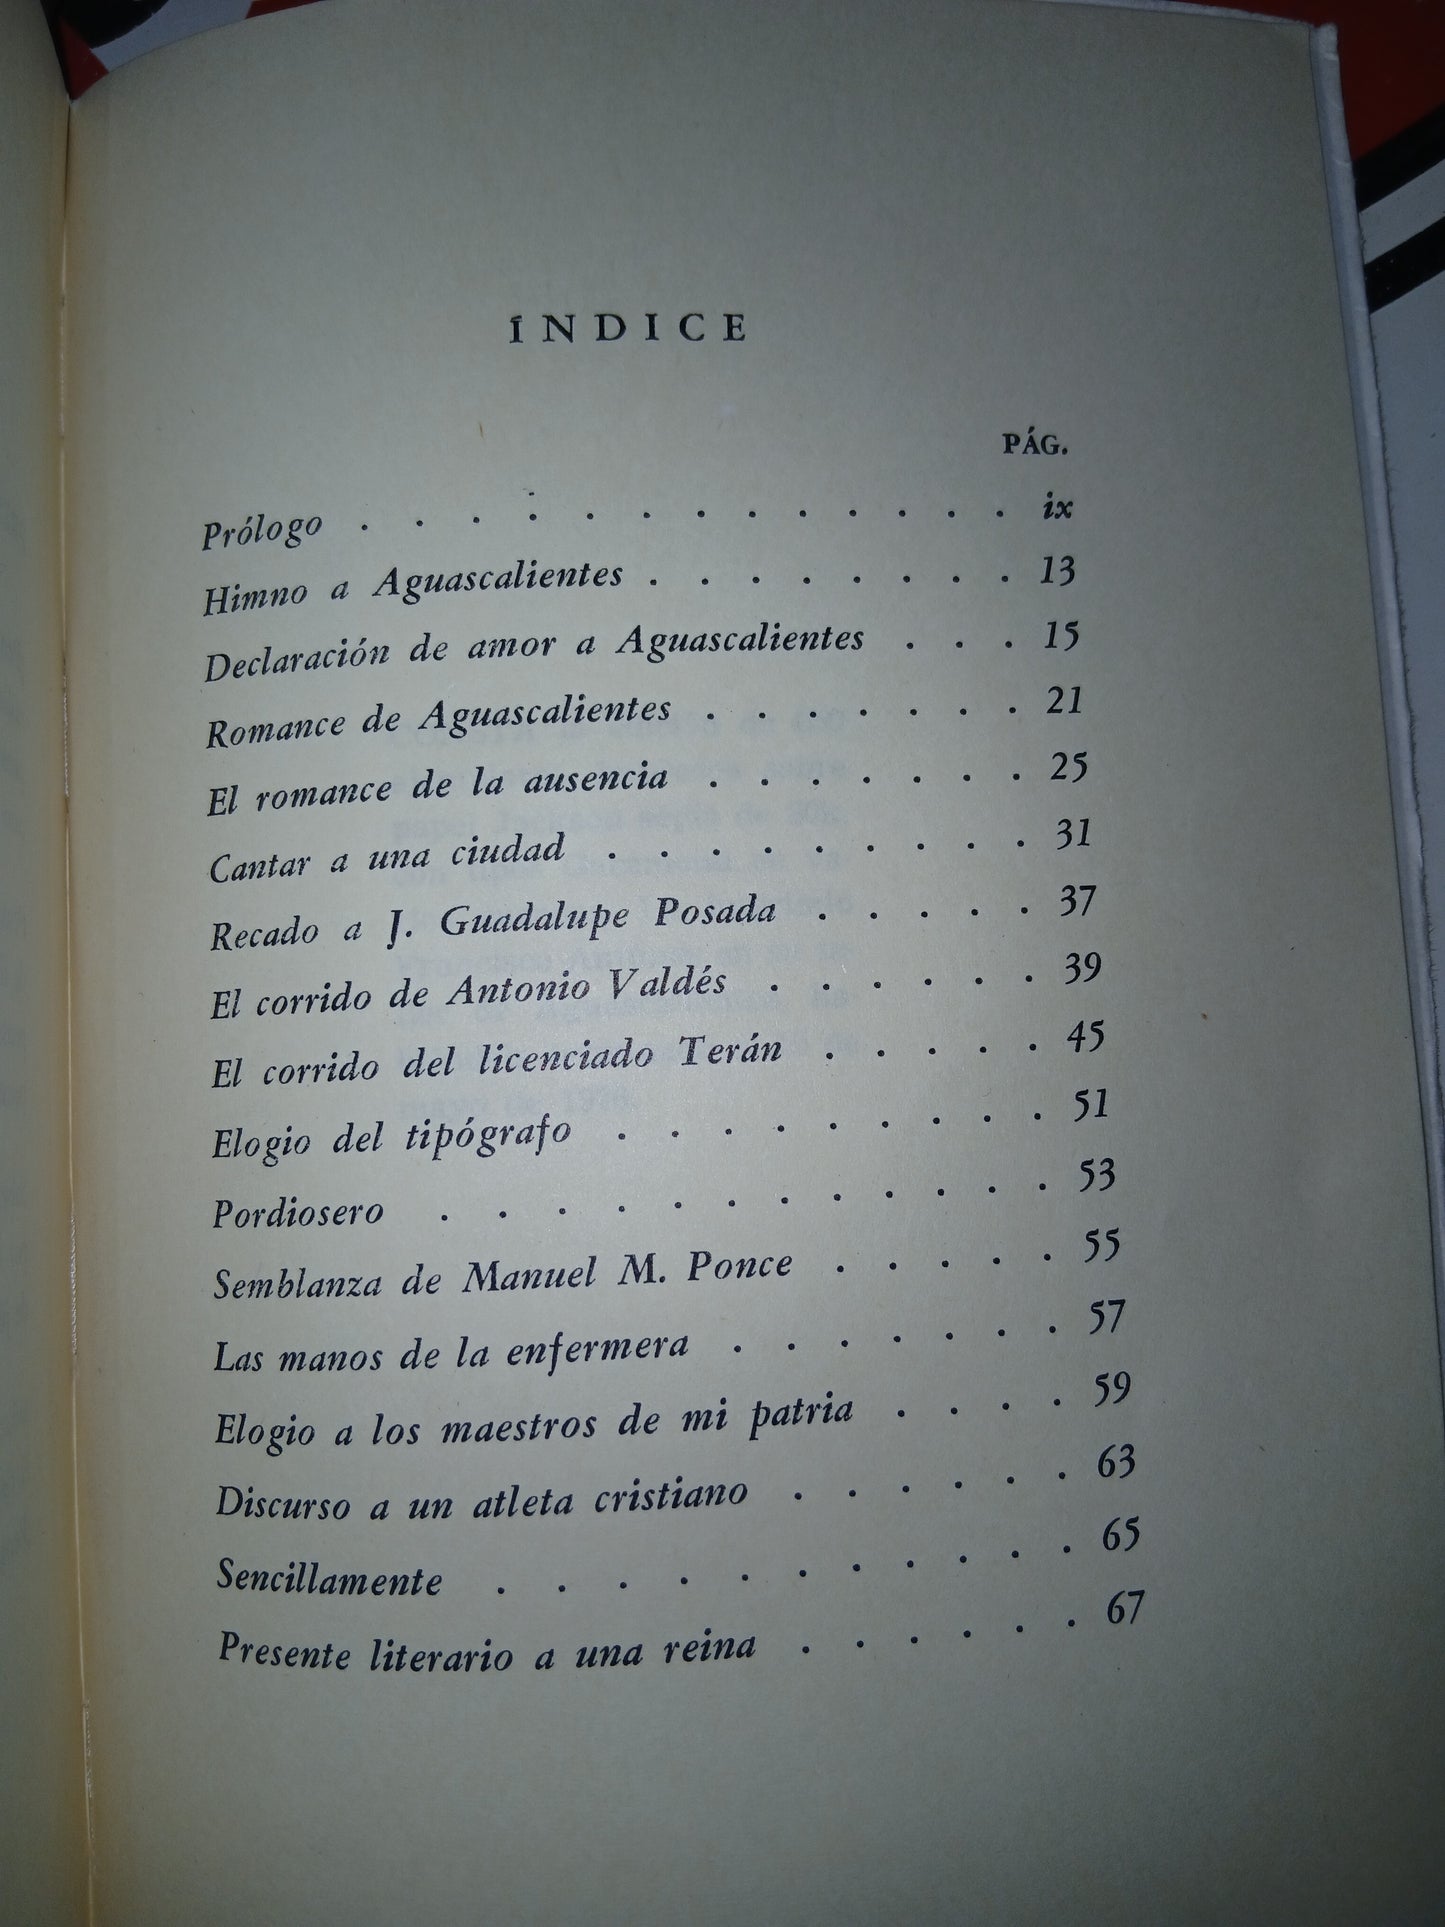 ÍNDICE
PÁG.
Prólogo . . . . . . . . . . . . ix
Himno a Aguascalientes . . . . . . . . 13
Declaración de amor a Aguascalientes . . . 15
Romance de Aguascalientes . . . . . . . 21
El romance de la ausencia . . . . . . . 25
Cantar a una ciudad . . . . . . . . . 31
Recado a J. Guadalupe Posada . . . . . 37
El corrido de Antonio Valdés . . . . . . 39
El corrido del licenciado Terán . . . . . 45
Elogio del tipógrafo . . . . . . . . . 51
Pordiosero . . . . . . . . . . . 53
Semblanza de Manuel M. Ponce . . . . . 55
Las manos de la enfermera . . . . . . . 57
Elogio a los maestros de mi patria . . . . 59
Discurso a un atleta cristiano . . . . . . 63
Sencillamente . . . . . . . . . . 65
Presente literario a una reina . . . . . . 67